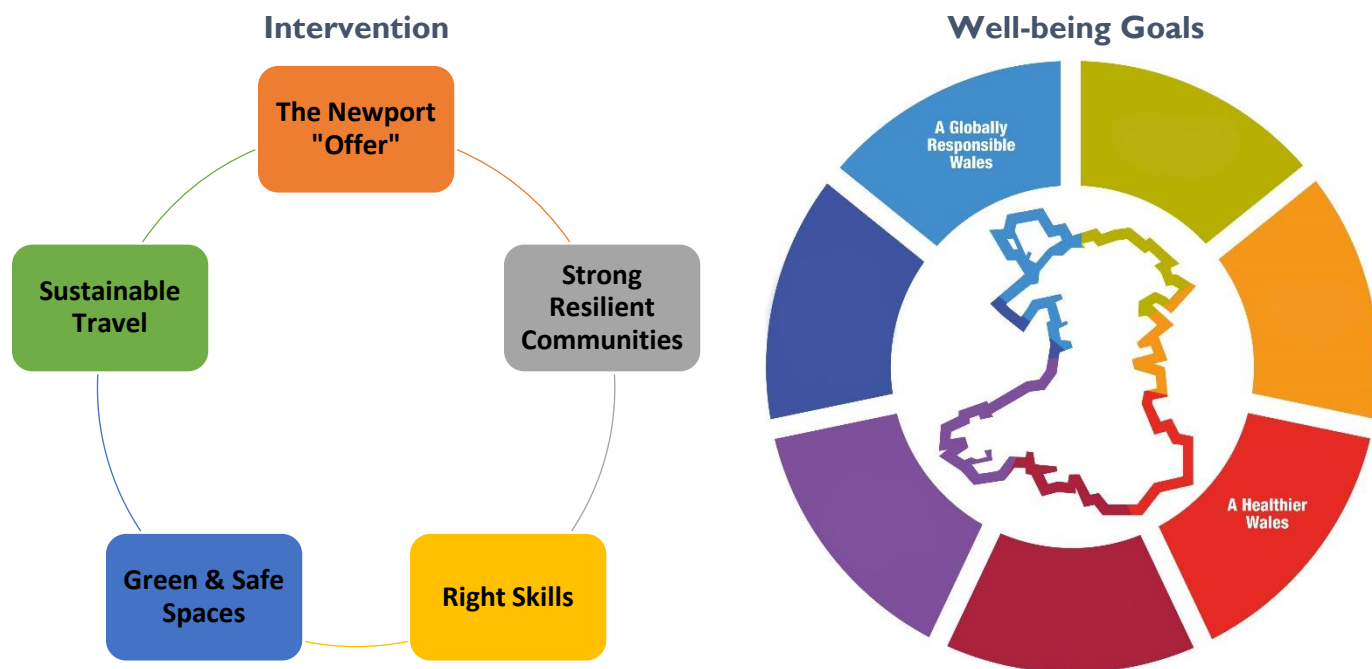 Intervention
The Newport
"Offer"
Strong
Resilient
Communities
Right Skills
Green & Safe
Spaces
Sustainable
Travel
Well-being Goals
A Globally
Responsible
Wales
A Healthier
Wales